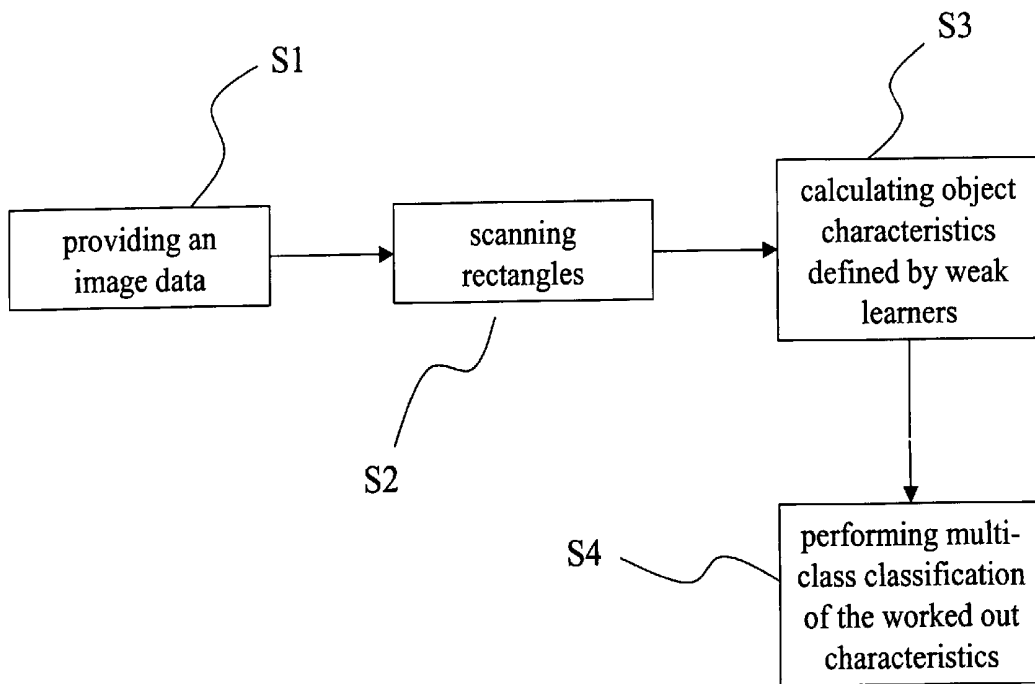 S1
providing an
image data
scanning
rectangles
S2
S3
calculating object
characteristics
defined by weak
learners
S4
performing multi-
class classification
of the worked out
characteristics